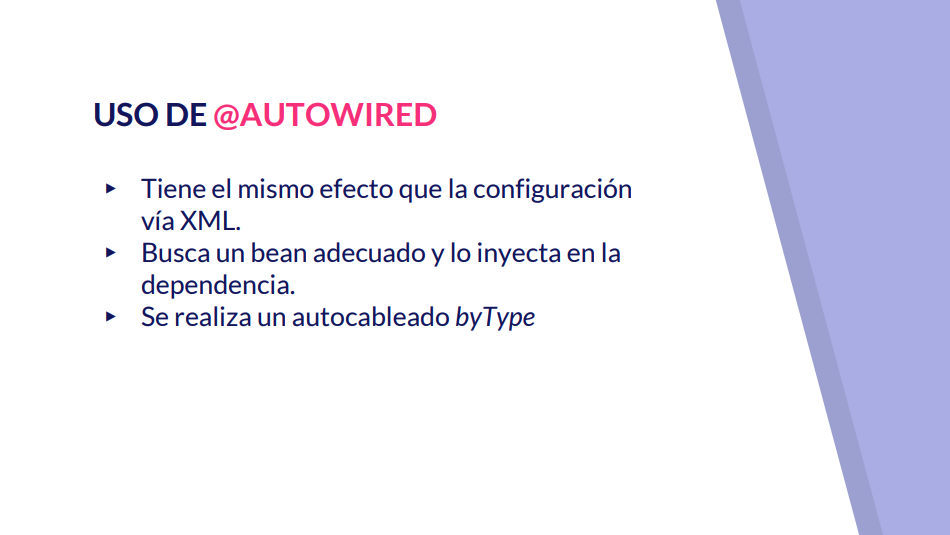 USO DE @AUTOWIRED
▸ Tiene el mismo efecto que la configuración
vía XML.
▸ Busca un bean adecuado y lo inyecta en la
dependencia.
▸ Se realiza un autocableado byType